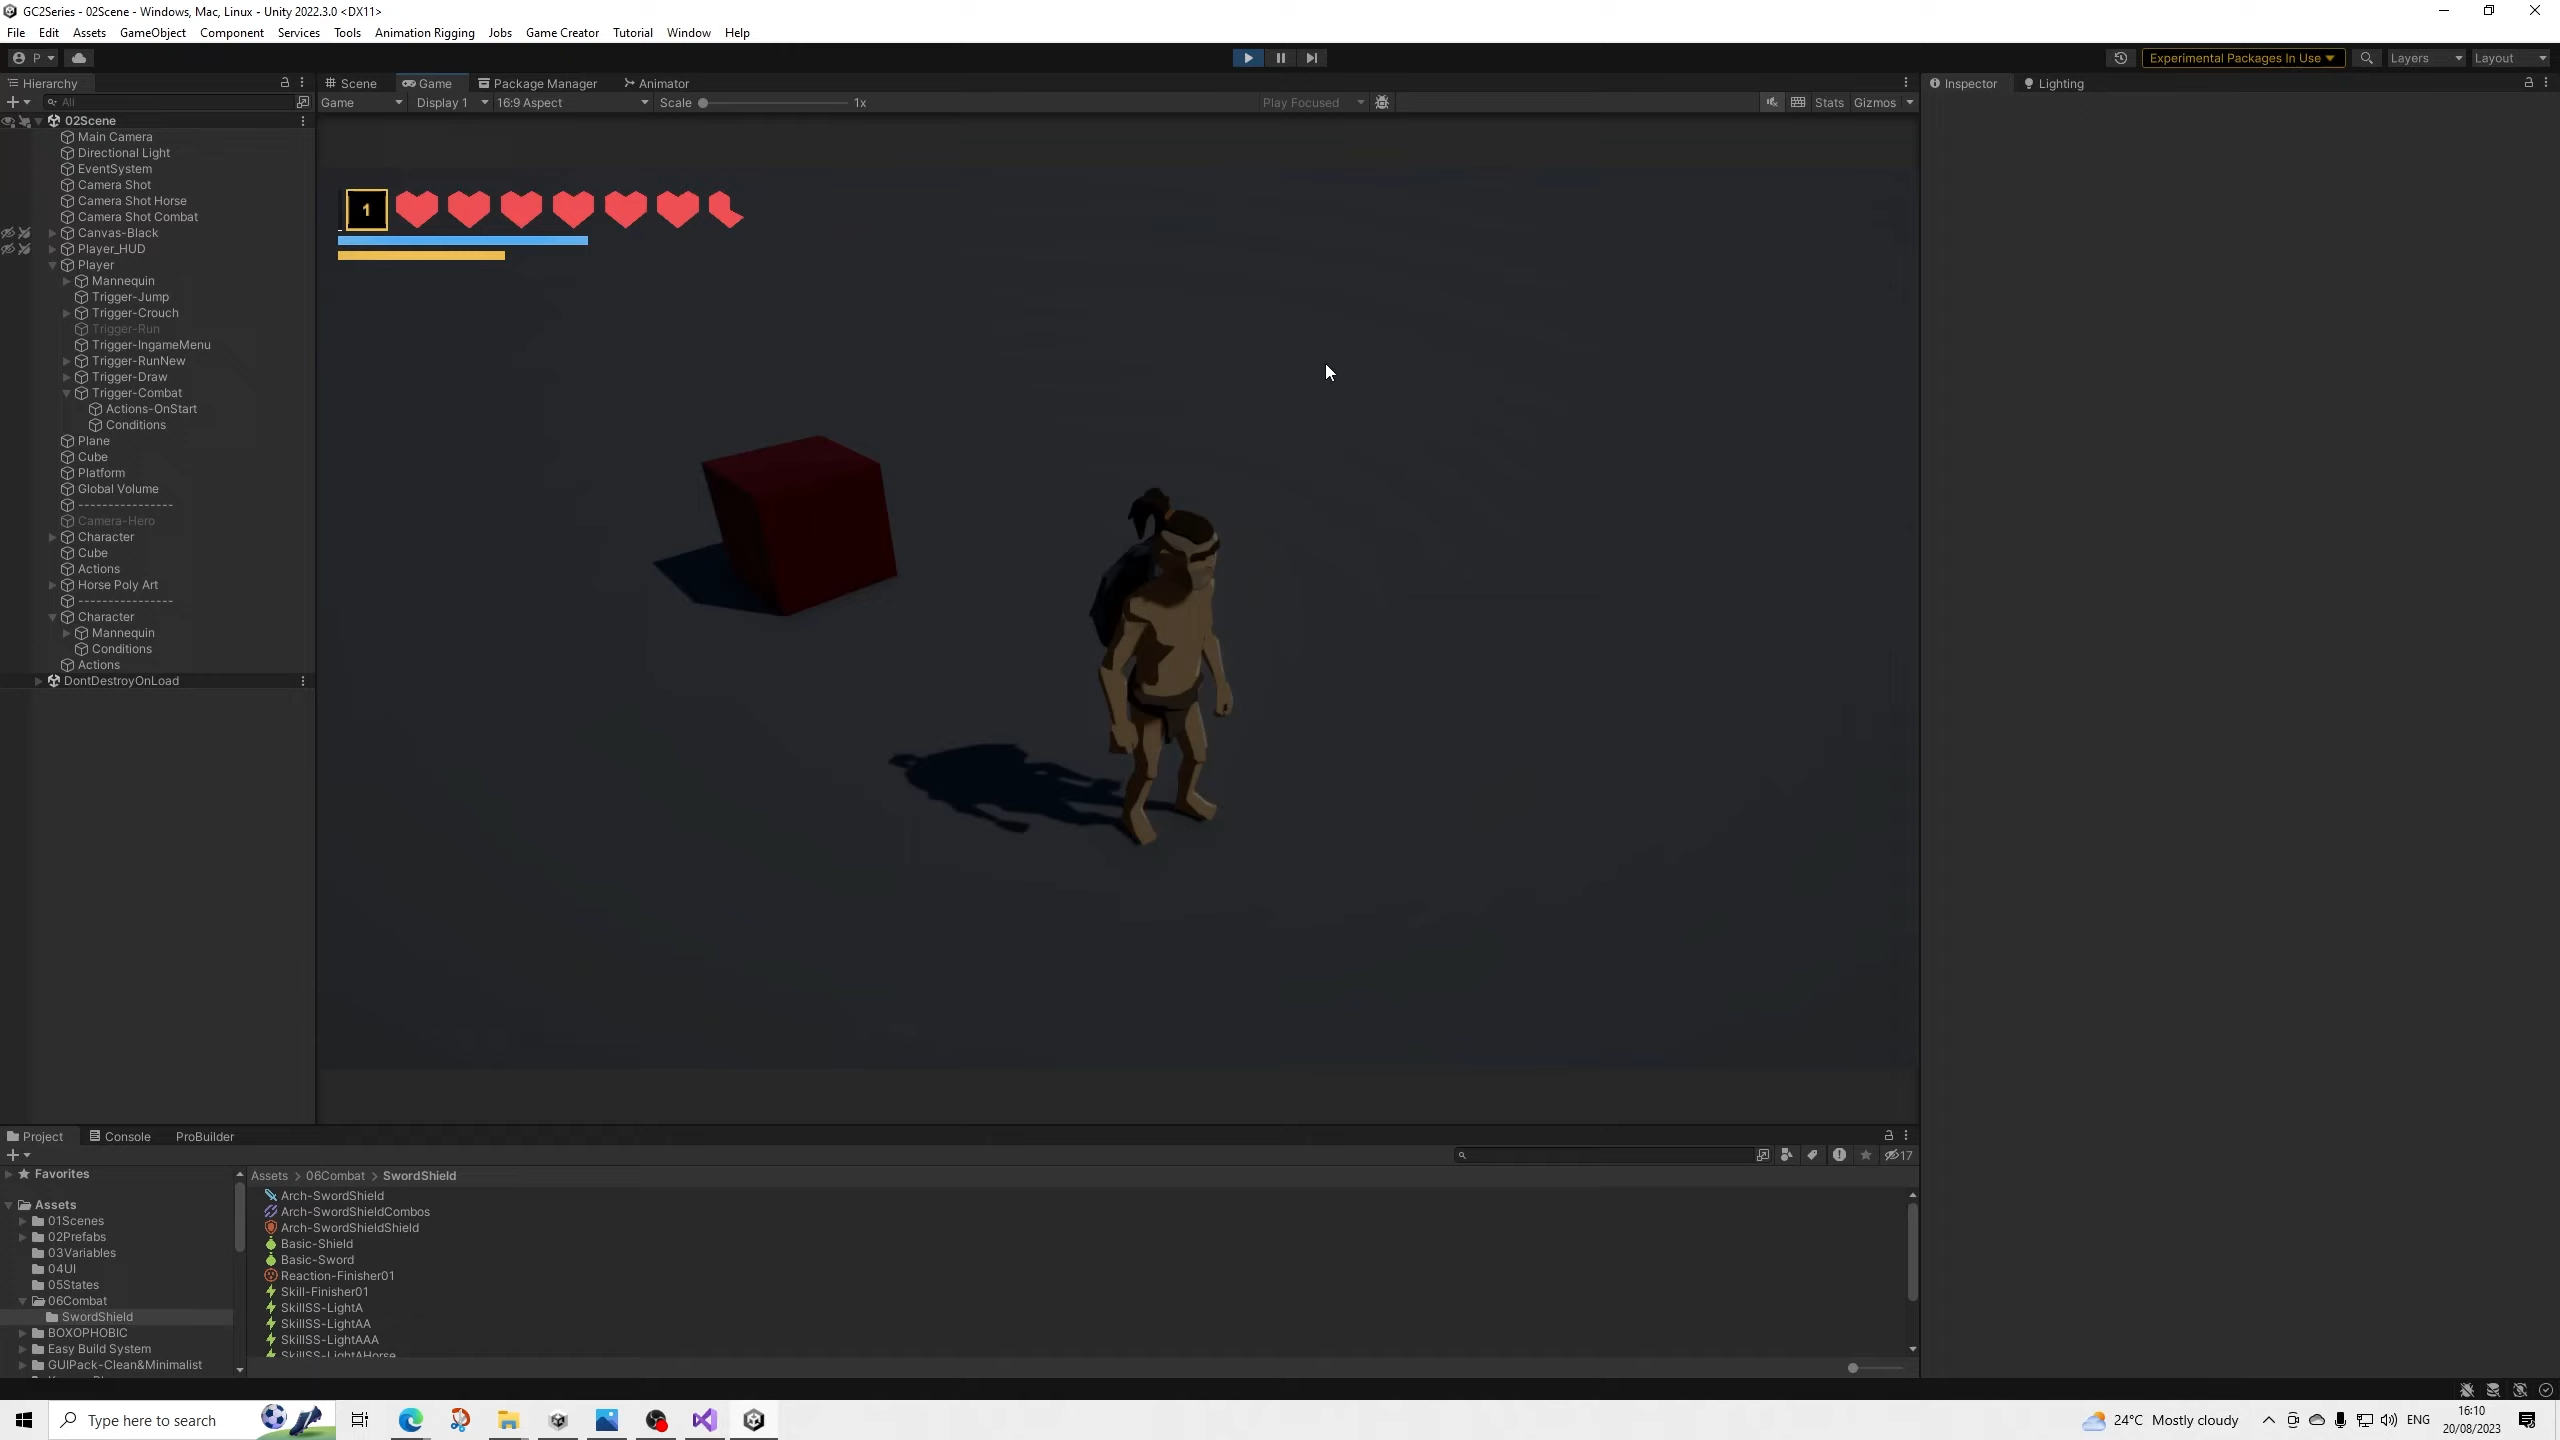 GC2Series - 02Scene - Windows, Mac, Linux - Unity 2022.3.0 <DX11>
File Edit Assets GameObject Component Services Tools Animation Rigging Jobs Game Creator Tutorial Window Help
P Experimental Packages In Use Layers Layout
Hierarchy Scene Game Package Manager Animator Inspector Lighting
All Game Display 1 16:9 Aspect Scale 1x Play Focused Stats Gizmos
02Scene
Main Camera
Directional Light
EventSystem
Camera Shot
Camera Shot Horse
Camera Shot Combat
Canvas-Black
Player_HUD
Player
Mannequin
Trigger-Jump
Trigger-Crouch
Trigger-Run
Trigger-IngameMenu
Trigger-RunNew
Trigger-Draw
Trigger-Combat
Actions-OnStart
Conditions
Plane
Cube
Platform
Global Volume
----------------
Camera-Hero
Character
Cube
Actions
Horse Poly Art
----------------
Character
Mannequin
Conditions
Actions
DontDestroyOnLoad
1
Project Console ProBuilder
17
Favorites
Assets
01Scenes
02Prefabs
03Variables
04UI
05States
06Combat
SwordShield
BOXOPHOBIC
Easy Build System
GUIPack-Clean&Minimalist
Assets > 06Combat > SwordShield
Arch-SwordShield
Arch-SwordShieldCombos
Arch-SwordShieldShield
Basic-Shield
Basic-Sword
Reaction-Finisher01
Skill-Finisher01
SkillSS-LightA
SkillSS-LightAA
SkillSS-LightAAA
SkillSS-LightAHorse
Type here to search
24°C Mostly cloudy
ENG
16:10
20/08/2023